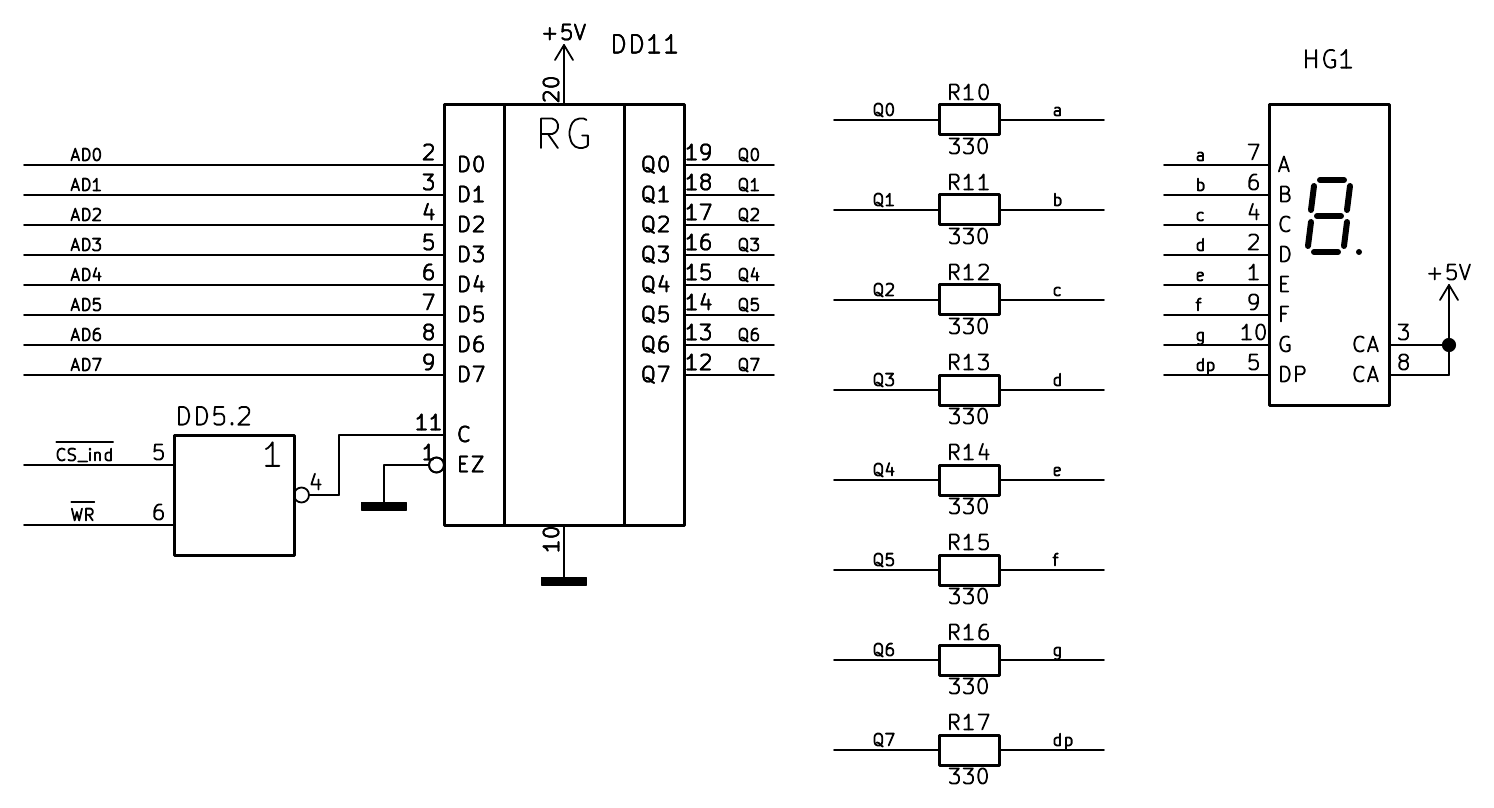 +5V
DD11
20
RG
AD0 2 D0 Q0 19 Q0
AD1 3 D1 Q1 18 Q1
AD2 4 D2 Q2 17 Q2
AD3 5 D3 Q3 16 Q3
AD4 6 D4 Q4 15 Q4
AD5 7 D5 Q5 14 Q5
AD6 8 D6 Q6 13 Q6
AD7 9 D7 Q7 12 Q7
11 C
1 EZ
10
DD5.2
CS_ind 5 1
4
WR 6
R10
Q0 a
330
R11
Q1 b
330
R12
Q2 c
330
R13
Q3 d
330
R14
Q4 e
330
R15
Q5 f
330
R16
Q6 g
330
R17
Q7 dp
330
HG1
a 7 A
b 6 B
c 4 C
d 2 D
e 1 E
f 9 F
g 10 G CA 3
dp 5 DP CA 8
8.
+5V